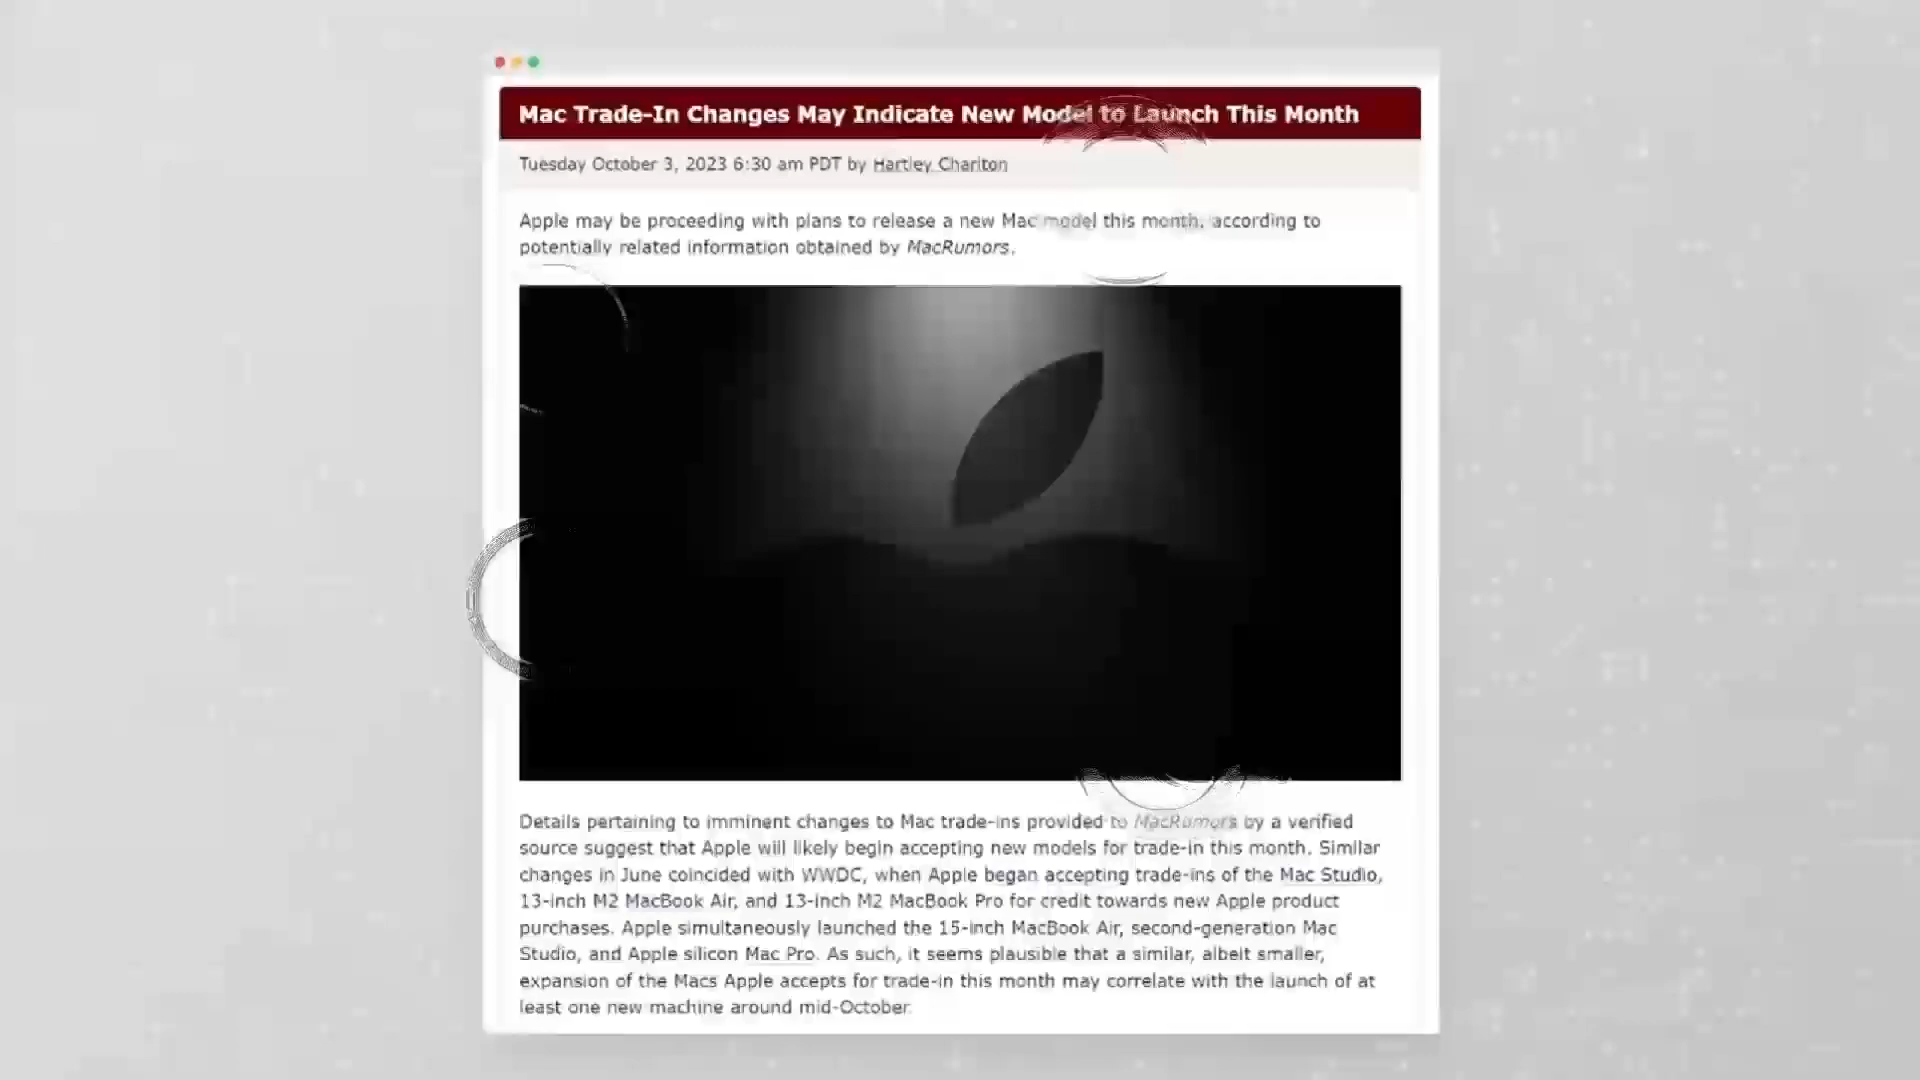 Mac Trade-In Changes May Indicate New Model to Launch This Month
Tuesday October 3, 2023 6:30 am PDT by Hartley Charlton
Apple may be proceeding with plans to release a new Mac model this month, according to
potentially related information obtained by MacRumors.
Details pertaining to imminent changes to Mac trade-ins provided to MacRumors by a verified
source suggest that Apple will likely begin accepting new models for trade-in this month. Similar
changes in June coincided with WWDC, when Apple began accepting trade-ins of the Mac Studio,
13-inch M2 MacBook Air, and 13-inch M2 MacBook Pro for credit towards new Apple product
purchases. Apple simultaneously launched the 15-inch MacBook Air, second-generation Mac
Studio, and Apple silicon Mac Pro. As such, it seems plausible that a similar, albeit smaller,
expansion of the Macs Apple accepts for trade-in this month may correlate with the launch of at
least one new machine around mid-October.